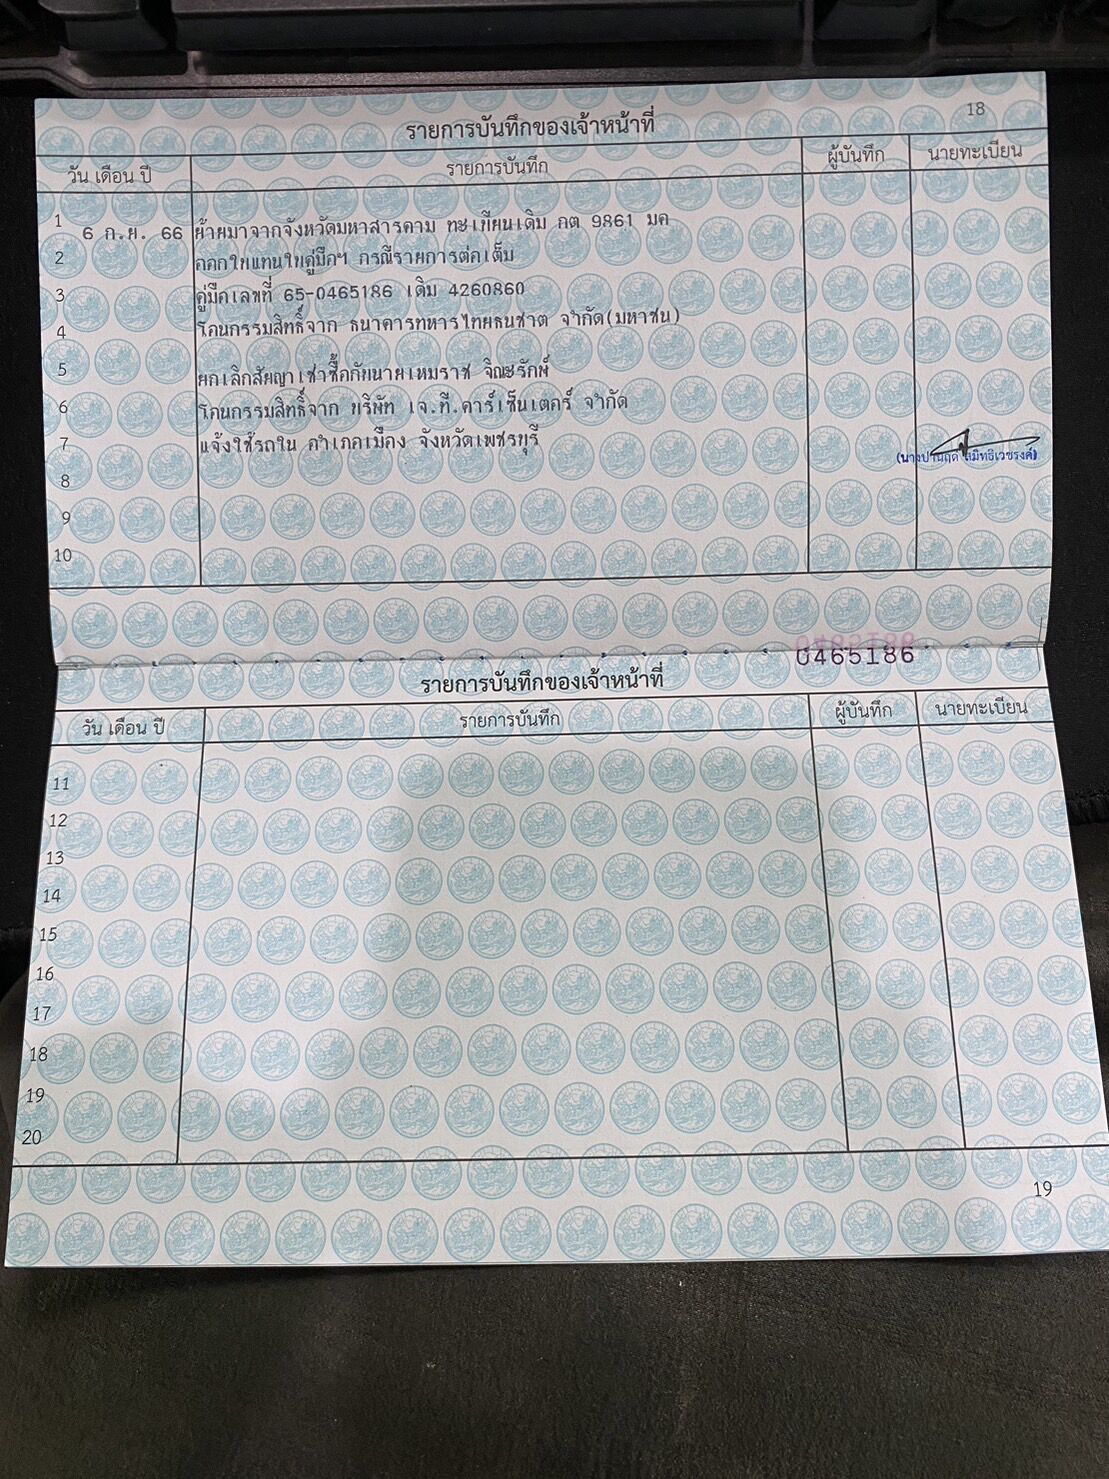 18
รายการบันทึกของเจ้าหน้าที่
วัน เดือน ปี รายการบันทึก ผู้บันทึก นายทะเบียน
1 6 ก.ย. 66 ย้ายมาจากจังหวัดมหาสารคาม ทะเบียนเดิม กต 9861 มค
2 ออกใบแทนใบคู่มือฯ กรณีรายการต่อเต็ม
3 คู่มือเลขที่ 65-0465186 เดิม 4260860
4 โอนกรรมสิทธิ์จาก ธนาคารทหารไทยธนชาต จำกัด(มหาชน)
5 ยกเลิกสัญญาเช่าซื้อกับนายเหมราช จิณะรักษ์
6 โอนกรรมสิทธิ์จาก บริษัท เจ.ที.คาร์เซ็นเตอร์ จำกัด
7 แจ้งใช้รถใน อำเภอเมือง จังหวัดเพชรบุรี
8
9
10
0465186
รายการบันทึกของเจ้าหน้าที่
วัน เดือน ปี รายการบันทึก ผู้บันทึก นายทะเบียน
11
12
13
14
15
16
17
18
19
20
19